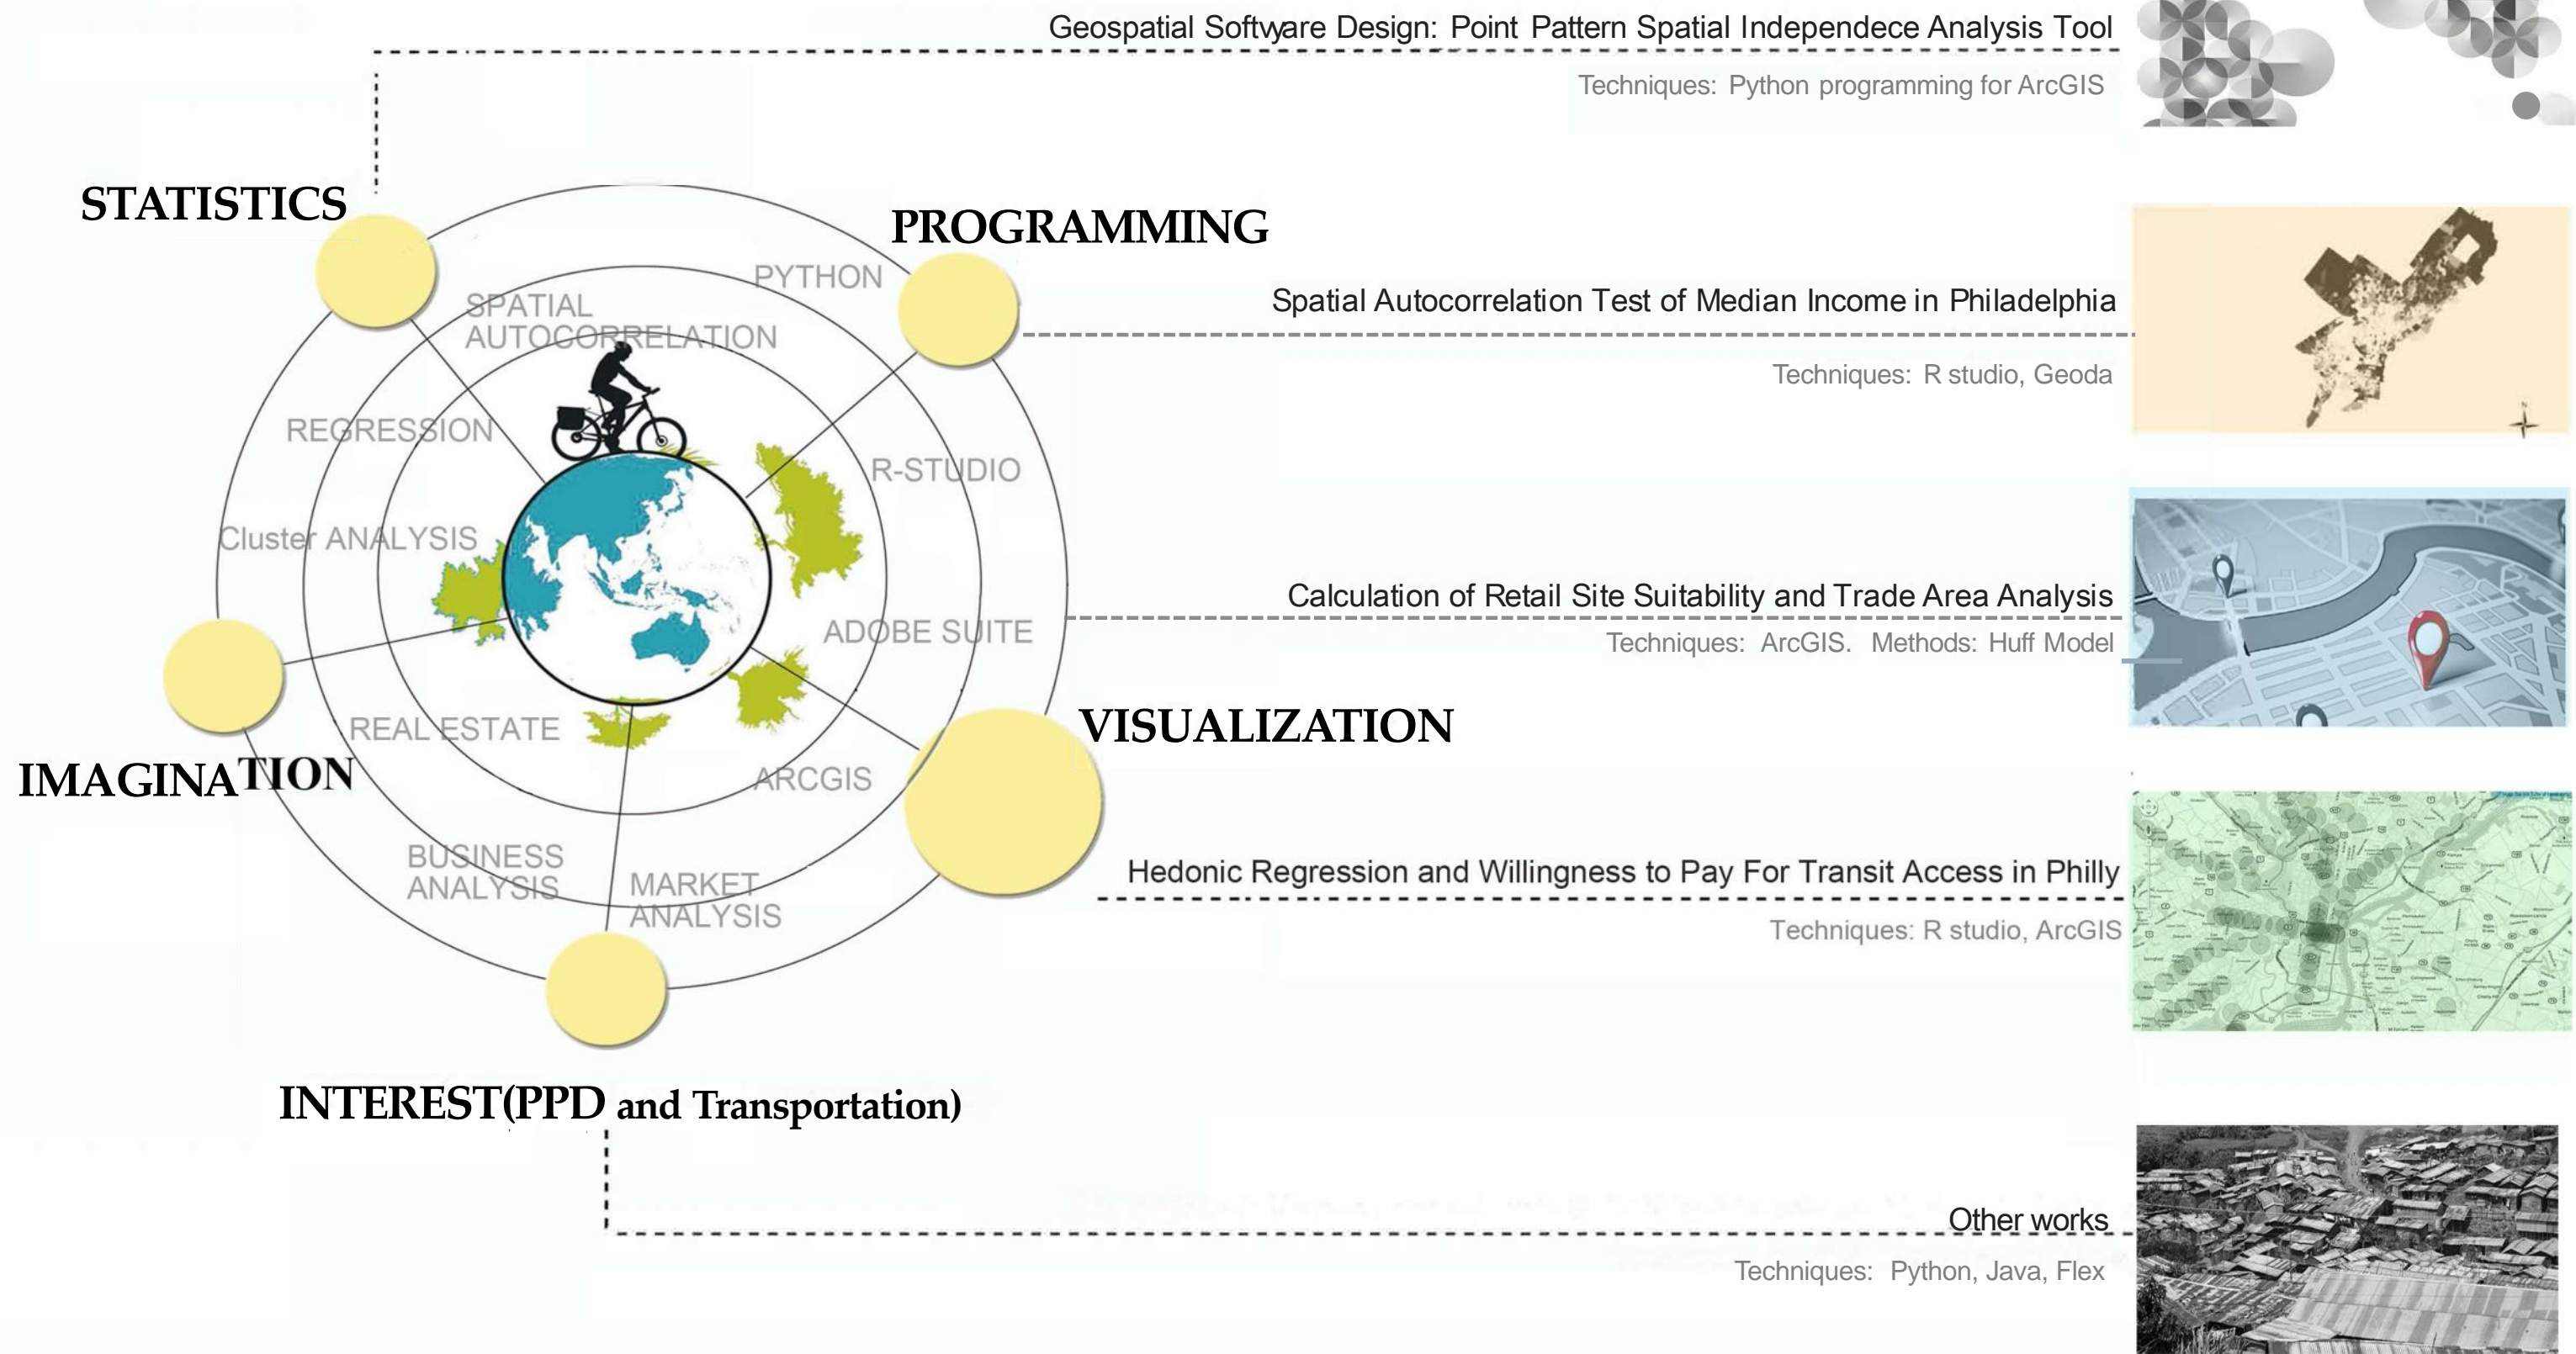 Geospatial Software Design: Point Pattern Spatial Independece Analysis Tool
Techniques: Python programming for ArcGIS
STATISTICS
PROGRAMMING
PYTHON
SPATIAL
AUTOCORRELATION
Spatial Autocorrelation Test of Median Income in Philadelphia
Techniques: R studio, Geoda
N
REGRESSION
R-STUDIO
Cluster ANALYSIS
Calculation of Retail Site Suitability and Trade Area Analysis
ADOBE SUITE
Techniques: ArcGIS. Methods: Huff Model
REAL ESTATE
VISUALIZATION
IMAGINATION
ARCGIS
BUSINESS
ANALYSIS
MARKET
ANALYSIS
Hedonic Regression and Willingness to Pay For Transit Access in Philly
Techniques: R studio, ArcGIS
INTEREST(PPD and Transportation)
Other works
Techniques: Python, Java, Flex